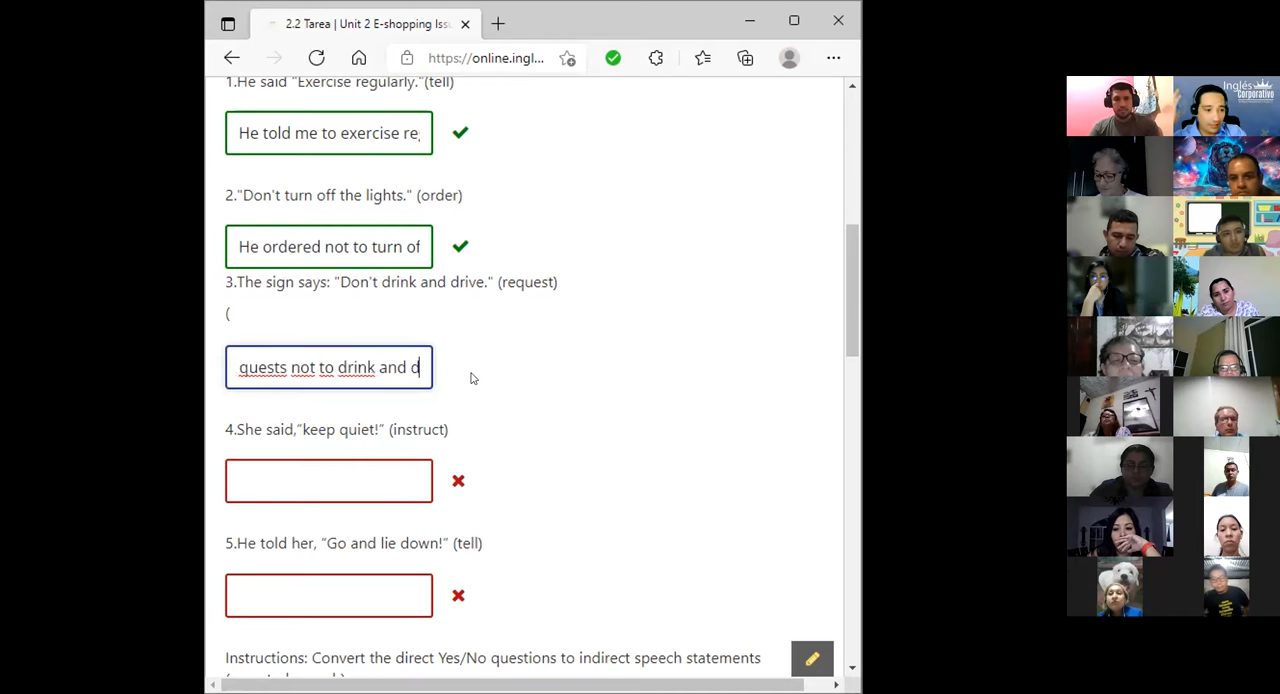 2.2 Tarea | Unit 2 E-shopping Iss
https://online.ingl...
1.He said "Exercise regularly."(tell)
He told me to exercise re
2."Don't turn off the lights." (order)
He ordered not to turn of
3.The sign says: "Don't drink and drive." (request)
(
quests not to drink and d
4.She said,"keep quiet!" (instruct)
5.He told her, "Go and lie down!" (tell)
Instructions: Convert the direct Yes/No questions to indirect speech statements
Inglés
Corporativo